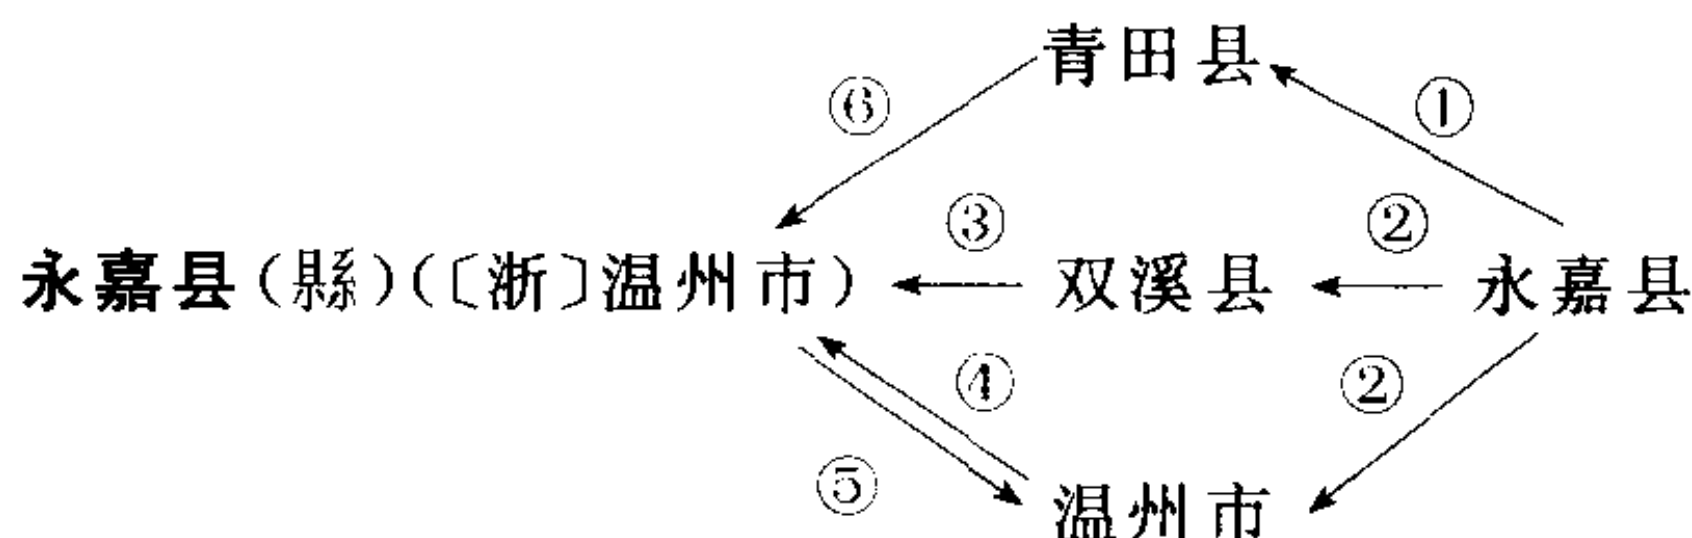 青田县
⑥ ①
③ ②
永嘉县(縣)(〔浙〕温州市) 双溪县 永嘉县
④ ②
⑤
温州市